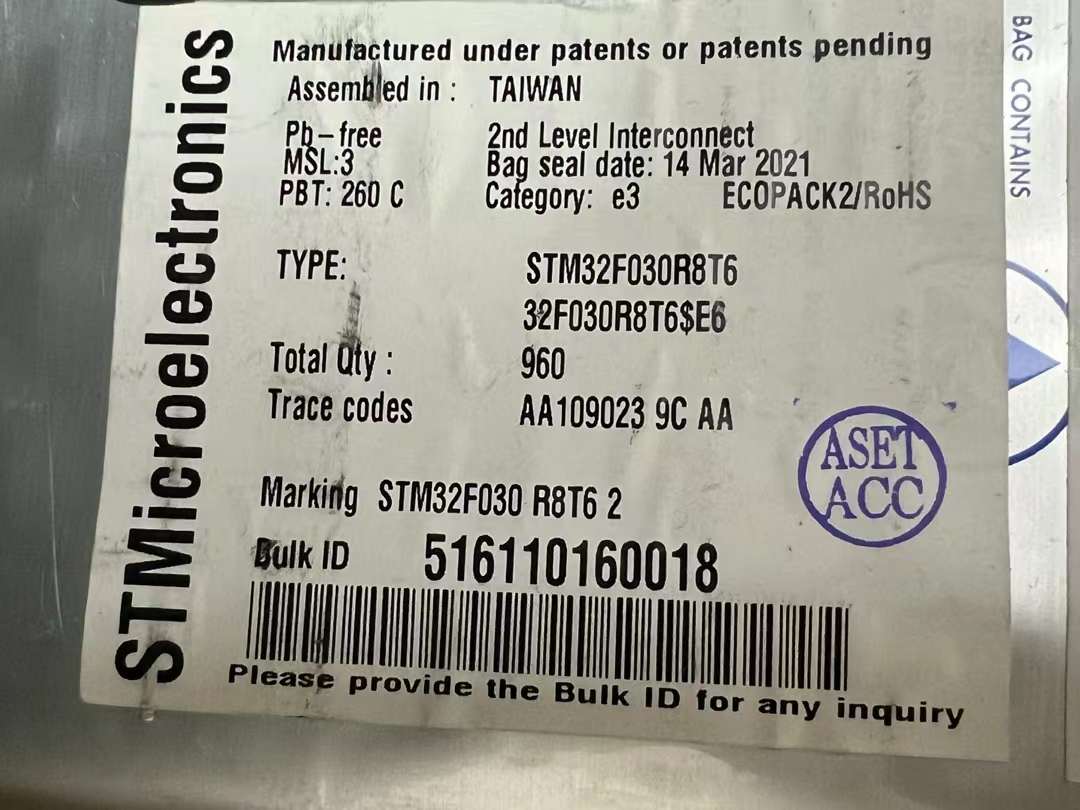 STMicroelectronics
Manufactured under patents or patents pending
Assembled in : TAIWAN
Pb-free 2nd Level Interconnect
MSL:3 Bag seal date: 14 Mar 2021
PBT: 260 C Category: e3 ECOPACK2/RoHS
TYPE: STM32F030R8T6
32F030R8T6$E6
Total Qty : 960
Trace codes AA109023 9C AA
ASET
ACC
Marking STM32F030 R8T6 2
Bulk ID 516110160018
Please provide the Bulk ID for any inquiry
BAG CONTAINS